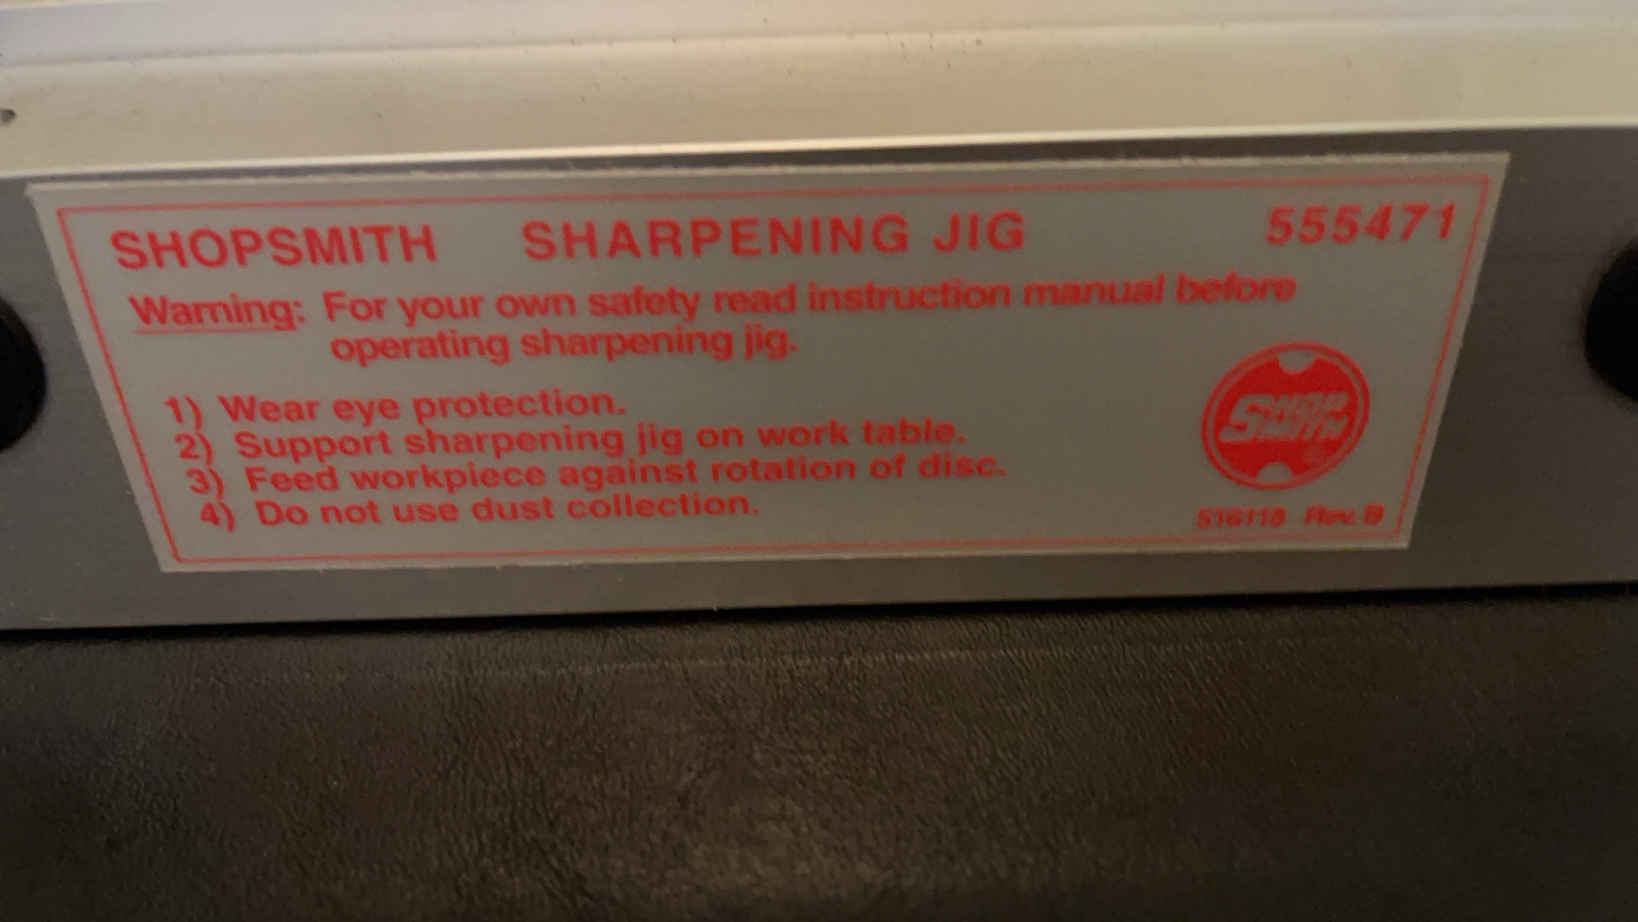 SHOPSMITH SHARPENING JIG 555471
Warning: For your own safety read instruction manual before
operating sharpening jig.
1) Wear eye protection.
2) Support sharpening jig on work table.
3) Feed workpiece against rotation of disc.
4) Do not use dust collection.
SHOP
SMITH
516118 Rev. B